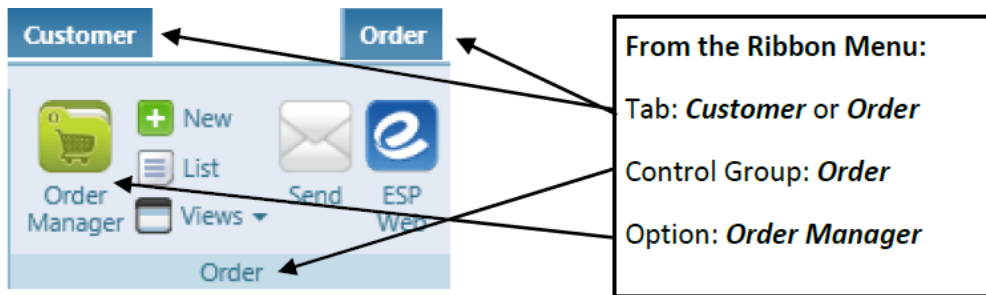 Customer
Order
New
List
Views
Order
Manager
Send
ESP
Web
Order
From the Ribbon Menu:
Tab: Customer or Order
Control Group: Order
Option: Order Manager